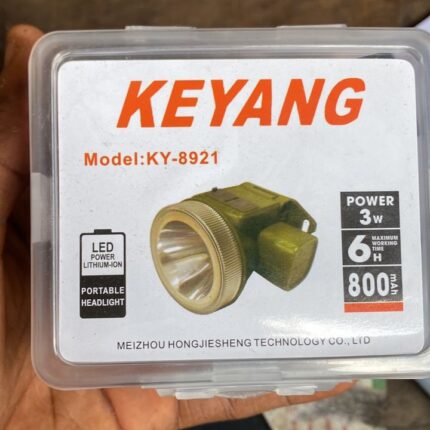 KEYANG
Model:KY-8921
POWER
3W
LED
POWER
LITHIUM-ION
6H
MAXIMUM
WORKING
TIME
PORTABLE
HEADLIGHT
800mAh
MEIZHOU HONGJIESHENG TECHNOLOGY CO., LTD